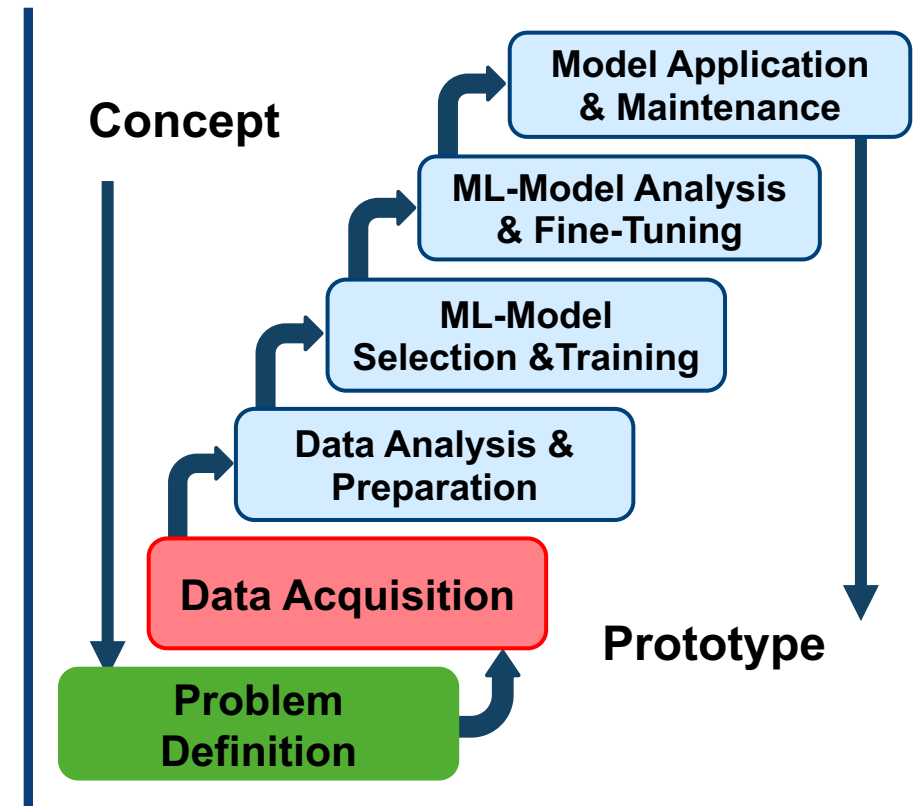 Concept
Model Application
& Maintenance
ML-Model Analysis
& Fine-Tuning
ML-Model
Selection &Training
Data Analysis &
Preparation
Data Acquisition
Problem
Definition
Prototype